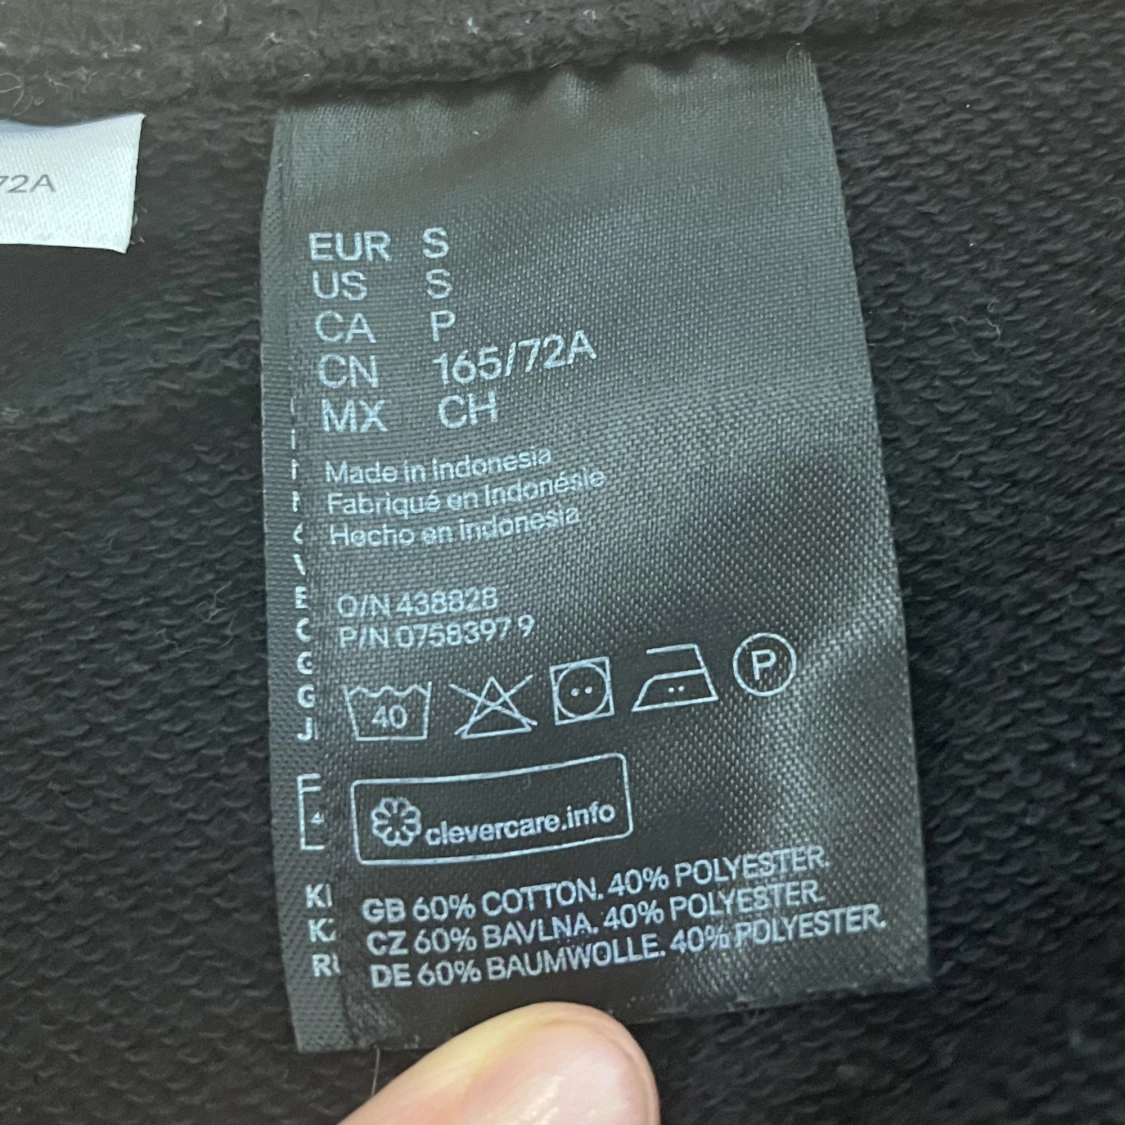 72A
EUR S
US S
CA P
CN 165/72A
MX CH
Made in Indonesia
Fabriqué en Indonésie
Hecho en Indonesia
O/N 438828
P/N 0758397 9
40
P
clevercare.info
GB 60% COTTON. 40% POLYESTER.
CZ 60% BAVLNA. 40% POLYESTER.
DE 60% BAUMWOLLE. 40% POLYESTER.